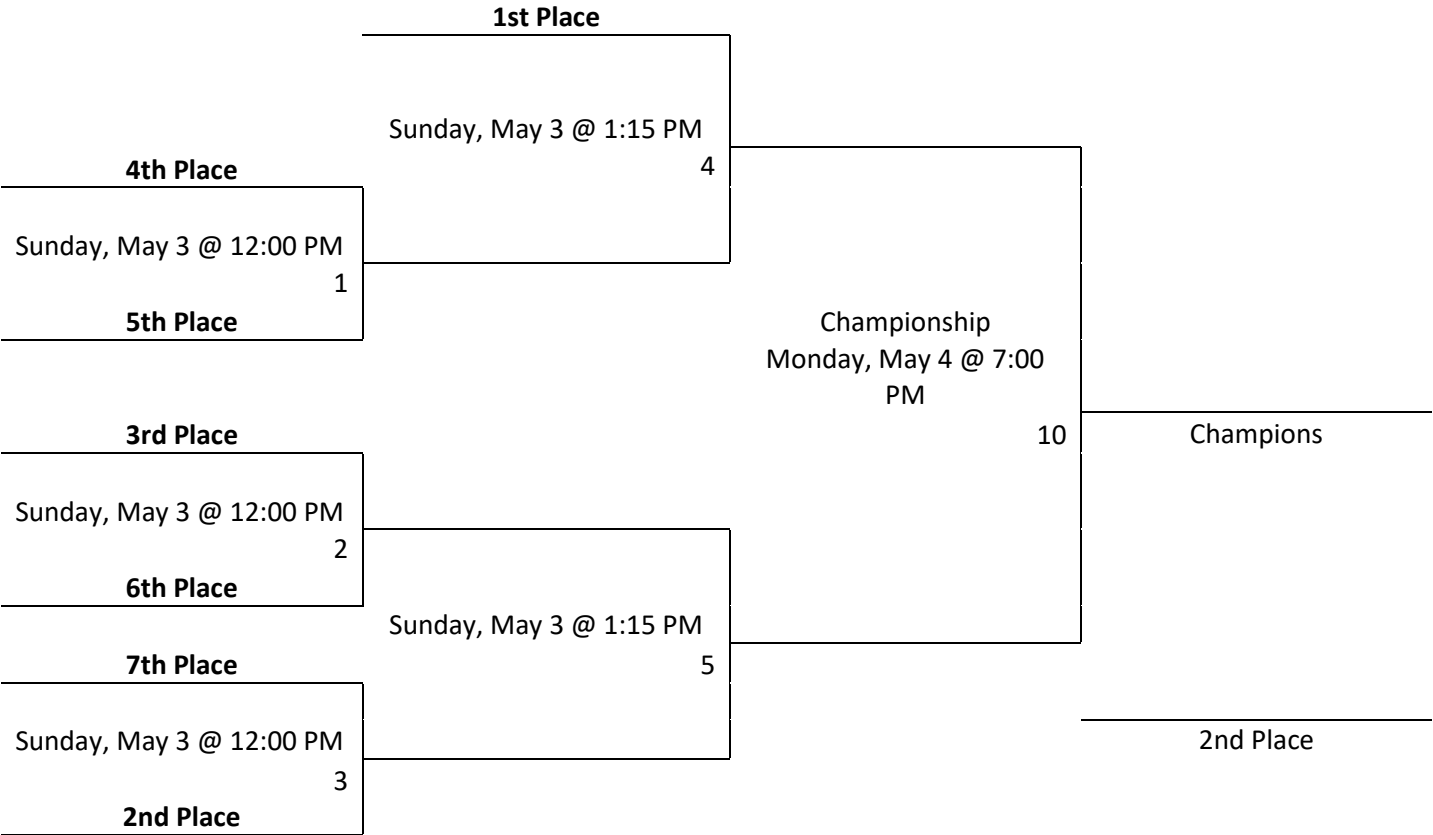 1st Place
Sunday, May 3 @ 1:15 PM
4
4th Place
Sunday, May 3 @ 12:00 PM
1
5th Place
Championship
Monday, May 4 @ 7:00
PM
10
Champions
3rd Place
Sunday, May 3 @ 12:00 PM
2
6th Place
Sunday, May 3 @ 1:15 PM
5
7th Place
Sunday, May 3 @ 12:00 PM
3
2nd Place
2nd Place